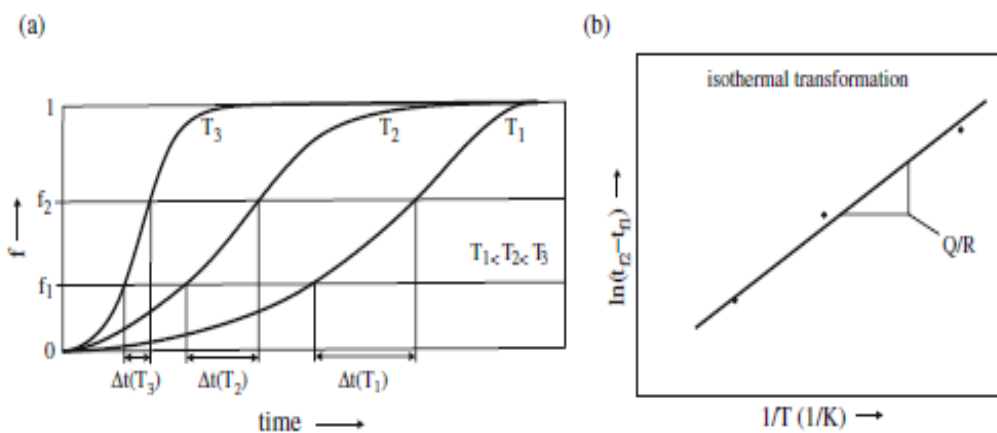 (a)
1
T3
T2
T1
f2
f
T1< T2< T3
f1
0
Δt(T3)
Δt(T2)
Δt(T1)
time
(b)
isothermal transformation
ln(tf2–tf1)
Q/R
1/T (1/K)